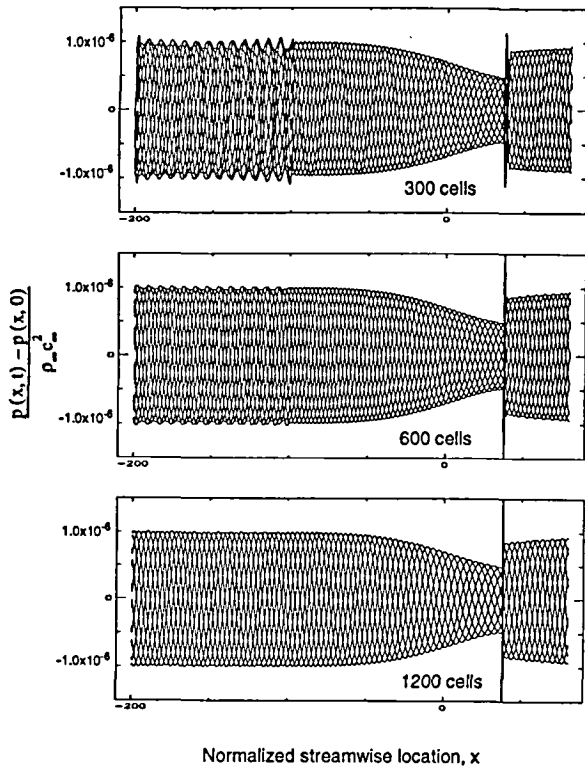 1.0x10-6
0
-1.0x10-6
300 cells
-200
0
1.0x10-6
0
-1.0x10-6
600 cells
-200
0
p(x,t) − p(x,0)
ρ∞c∞2
1.0x10-6
0
-1.0x10-6
1200 cells
-200
0
Normalized streamwise location, x